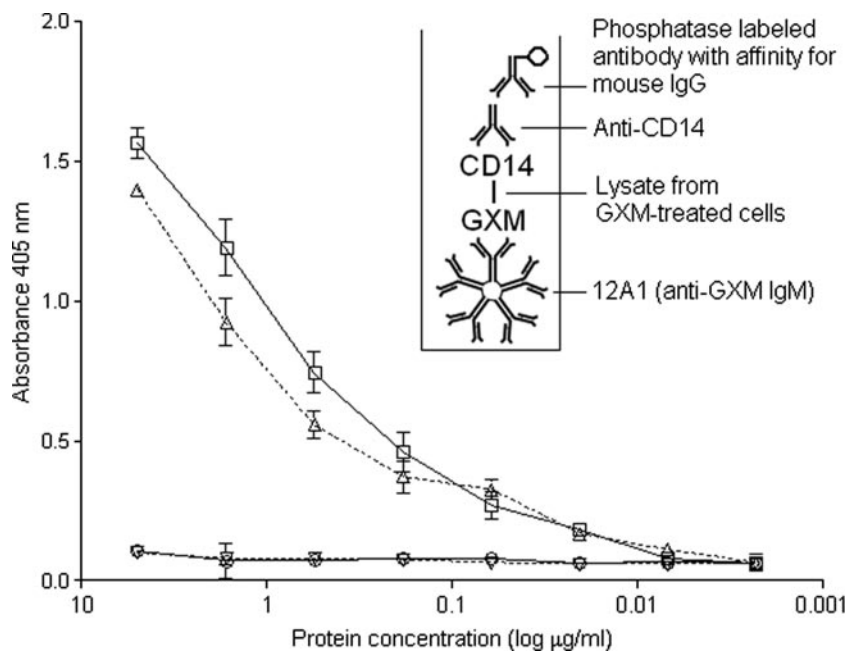 2.0
1.5
1.0
0.5
0.0
Absorbance 405 nm
10
1
0.1
0.01
0.001
Protein concentration (log µg/ml)
Phosphatase labeled
antibody with affinity for
mouse IgG
Anti-CD14
CD14
Lysate from
GXM-treated cells
GXM
12A1 (anti-GXM IgM)